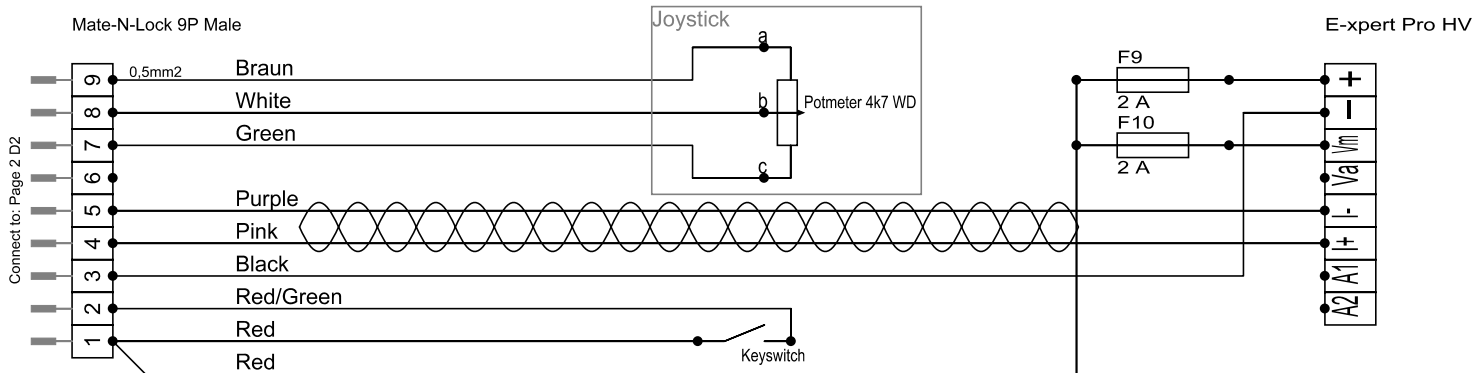 Mate-N-Lock 9P Male
Joystick
E-xpert Pro HV
Connect to: Page 2 D2
9
8
7
6
5
4
3
2
1
0,5mm2
Braun
White
Green
Purple
Pink
Black
Red/Green
Red
Red
a
b
c
Potmeter 4k7 WD
Keyswitch
F9
2 A
F10
2 A
+
-
Vm
Va
I-
I+
A1
A2